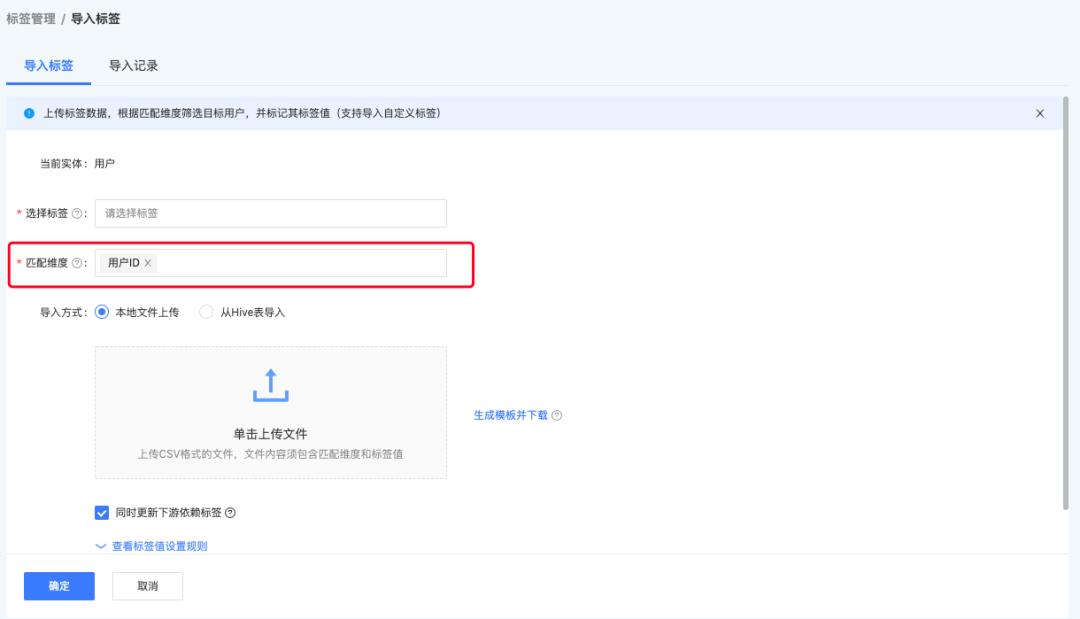 标签管理 / 导入标签
导入标签 导入记录
上传标签数据，根据匹配维度筛选目标用户，并标记其标签值（支持导入自定义标签）
当前实体：用户
* 选择标签 ? ： 请选择标签
* 匹配维度 ? ： 用户ID ×
导入方式： 本地文件上传 从Hive表导入
单击上传文件
上传CSV格式的文件，文件内容须包含匹配维度和标签值
生成模板并下载 ?
同时更新下游依赖标签 ?
查看标签值设置规则
确定 取消